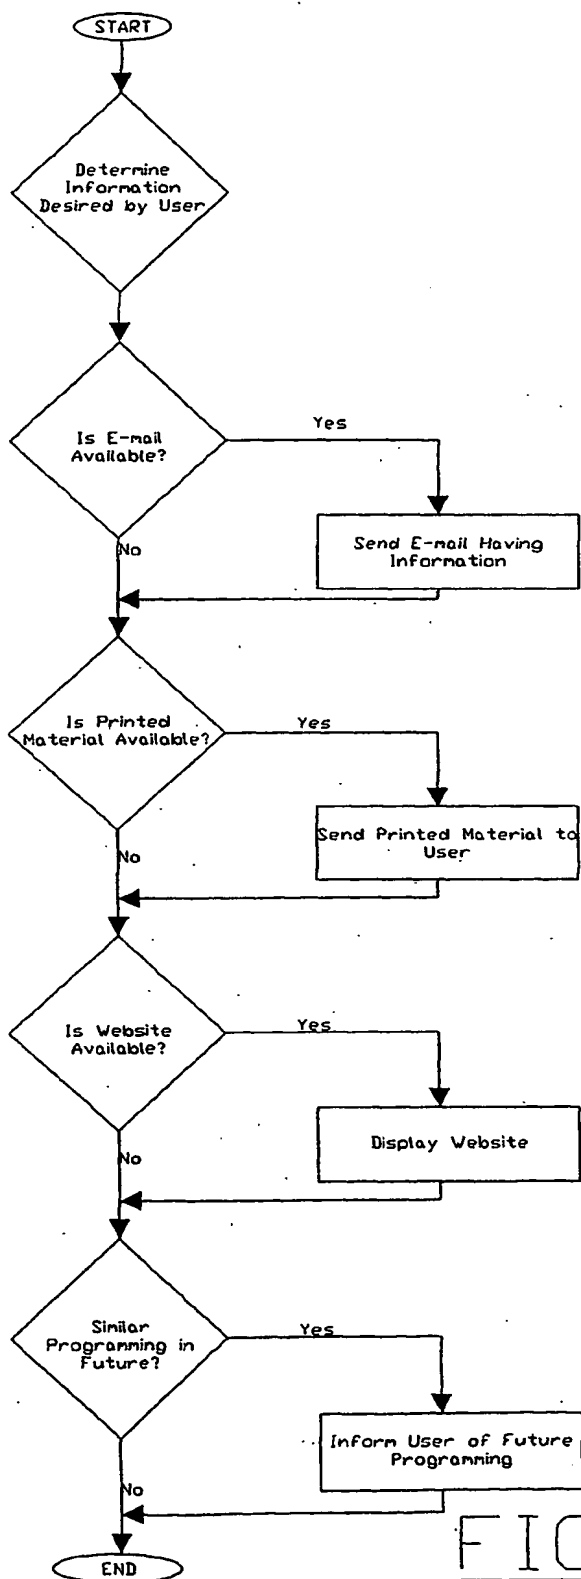 START
Determine
Information
Desired by User
Is E-mail
Available?
Yes
Send E-mail Having
Information
No
Is Printed
Material Available?
Yes
Send Printed Material to
User
No
Is Website
Available?
Yes
Display Website
No
Similar
Programming in
Future?
Yes
Inform User of Future
Programming
No
END